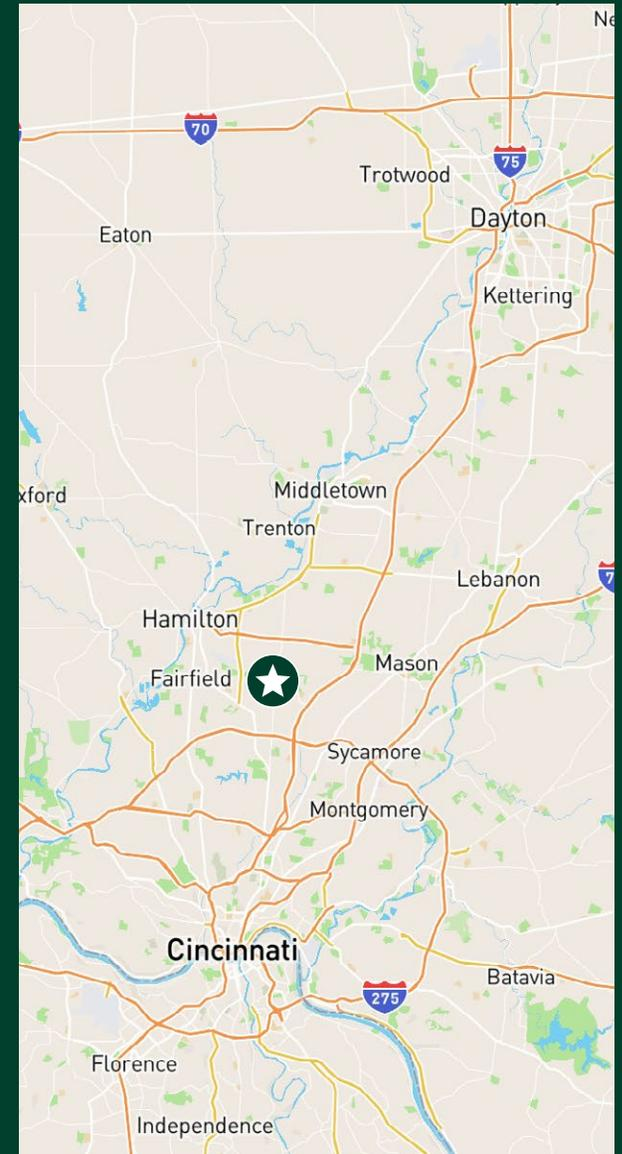 Ne
70
Trotwood
75
Dayton
Eaton
Kettering
Middletown
xford
Trenton
Lebanon
7
Hamilton
Mason
Fairfield
Sycamore
Montgomery
Cincinnati
Batavia
275
Florence
Independence